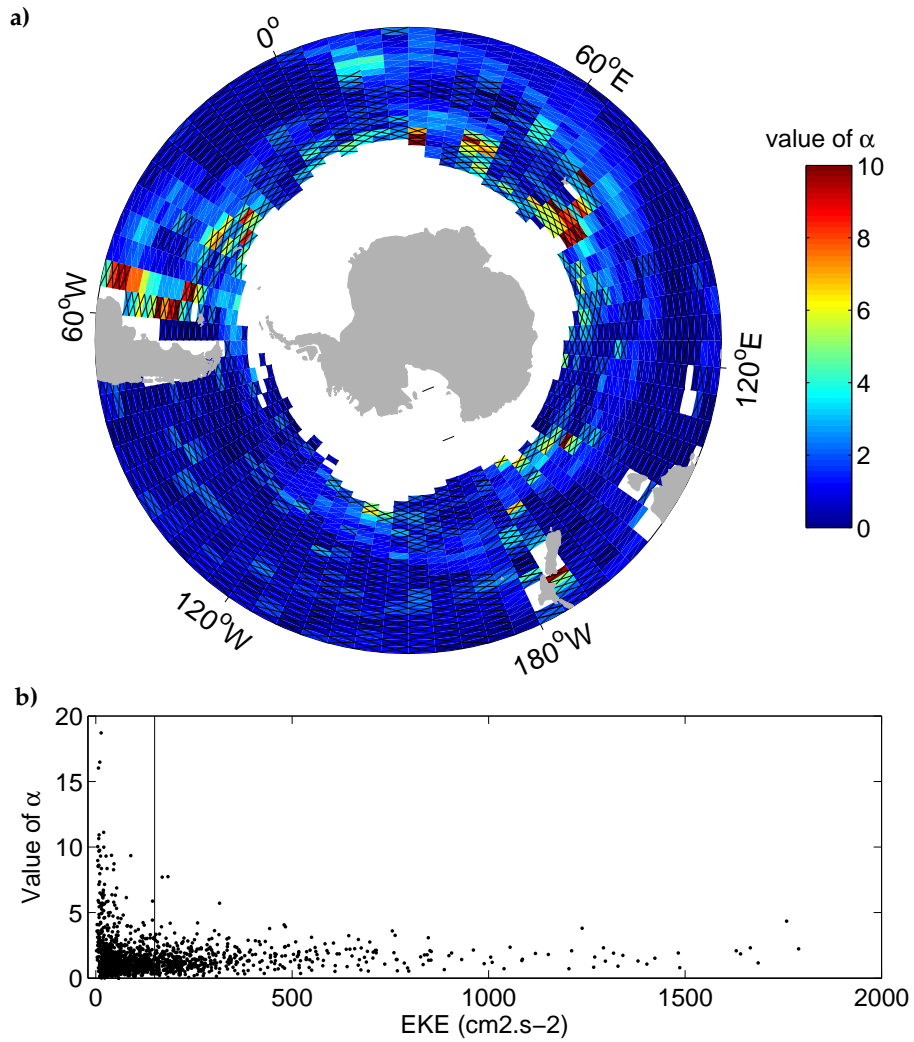 a)
0°
60°E
value of α
10
8
6
4
2
0
60°W
120°E
120°W
180°W
b)
20
15
10
5
0
Value of α
0 500 1000 1500 2000
EKE (cm2.s−2)